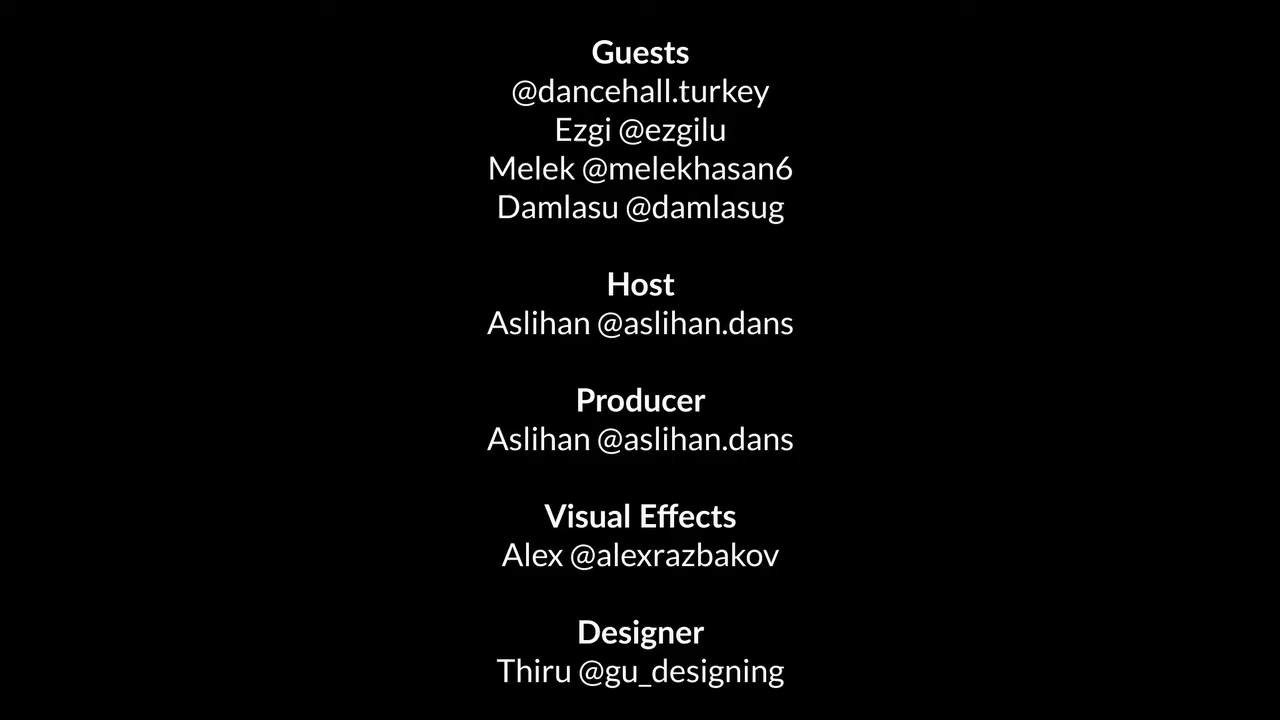 Guests
@dancehall.turkey
Ezgi @ezgilu
Melek @melekhasan6
Damlasu @damlasug
Host
Aslihan @aslihan.dans
Producer
Aslihan @aslihan.dans
Visual Effects
Alex @alexrazbakov
Designer
Thiru @gu_designing